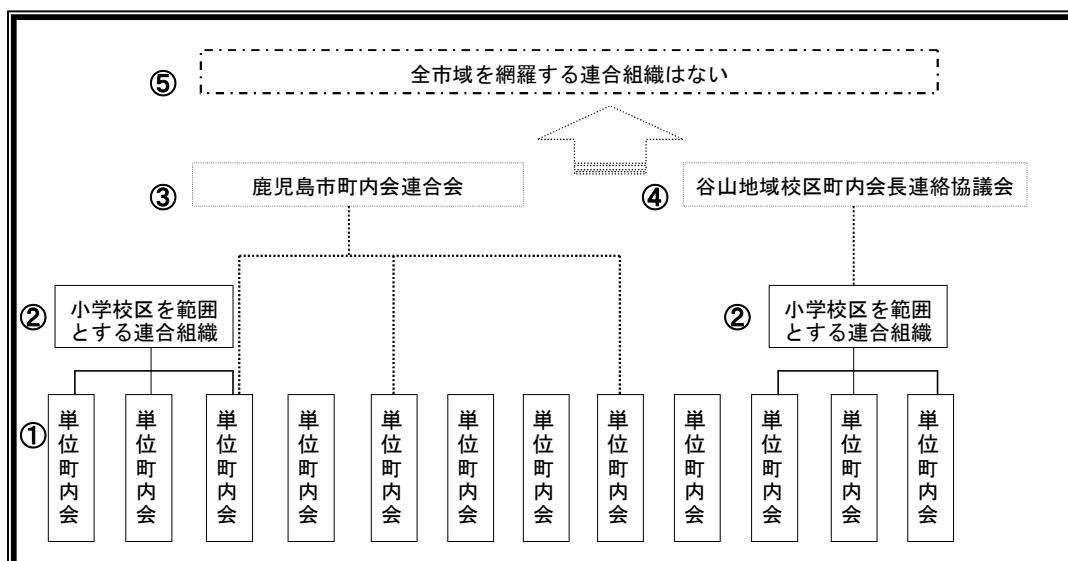 ⑤
全市域を網羅する連合組織はない
③
鹿児島市町内会連合会
④
谷山地域校区町内会長連絡協議会
②
小学校区を範囲
とする連合組織
②
小学校区を範囲
とする連合組織
①
単位町内会
単位町内会
単位町内会
単位町内会
単位町内会
単位町内会
単位町内会
単位町内会
単位町内会
単位町内会
単位町内会
単位町内会